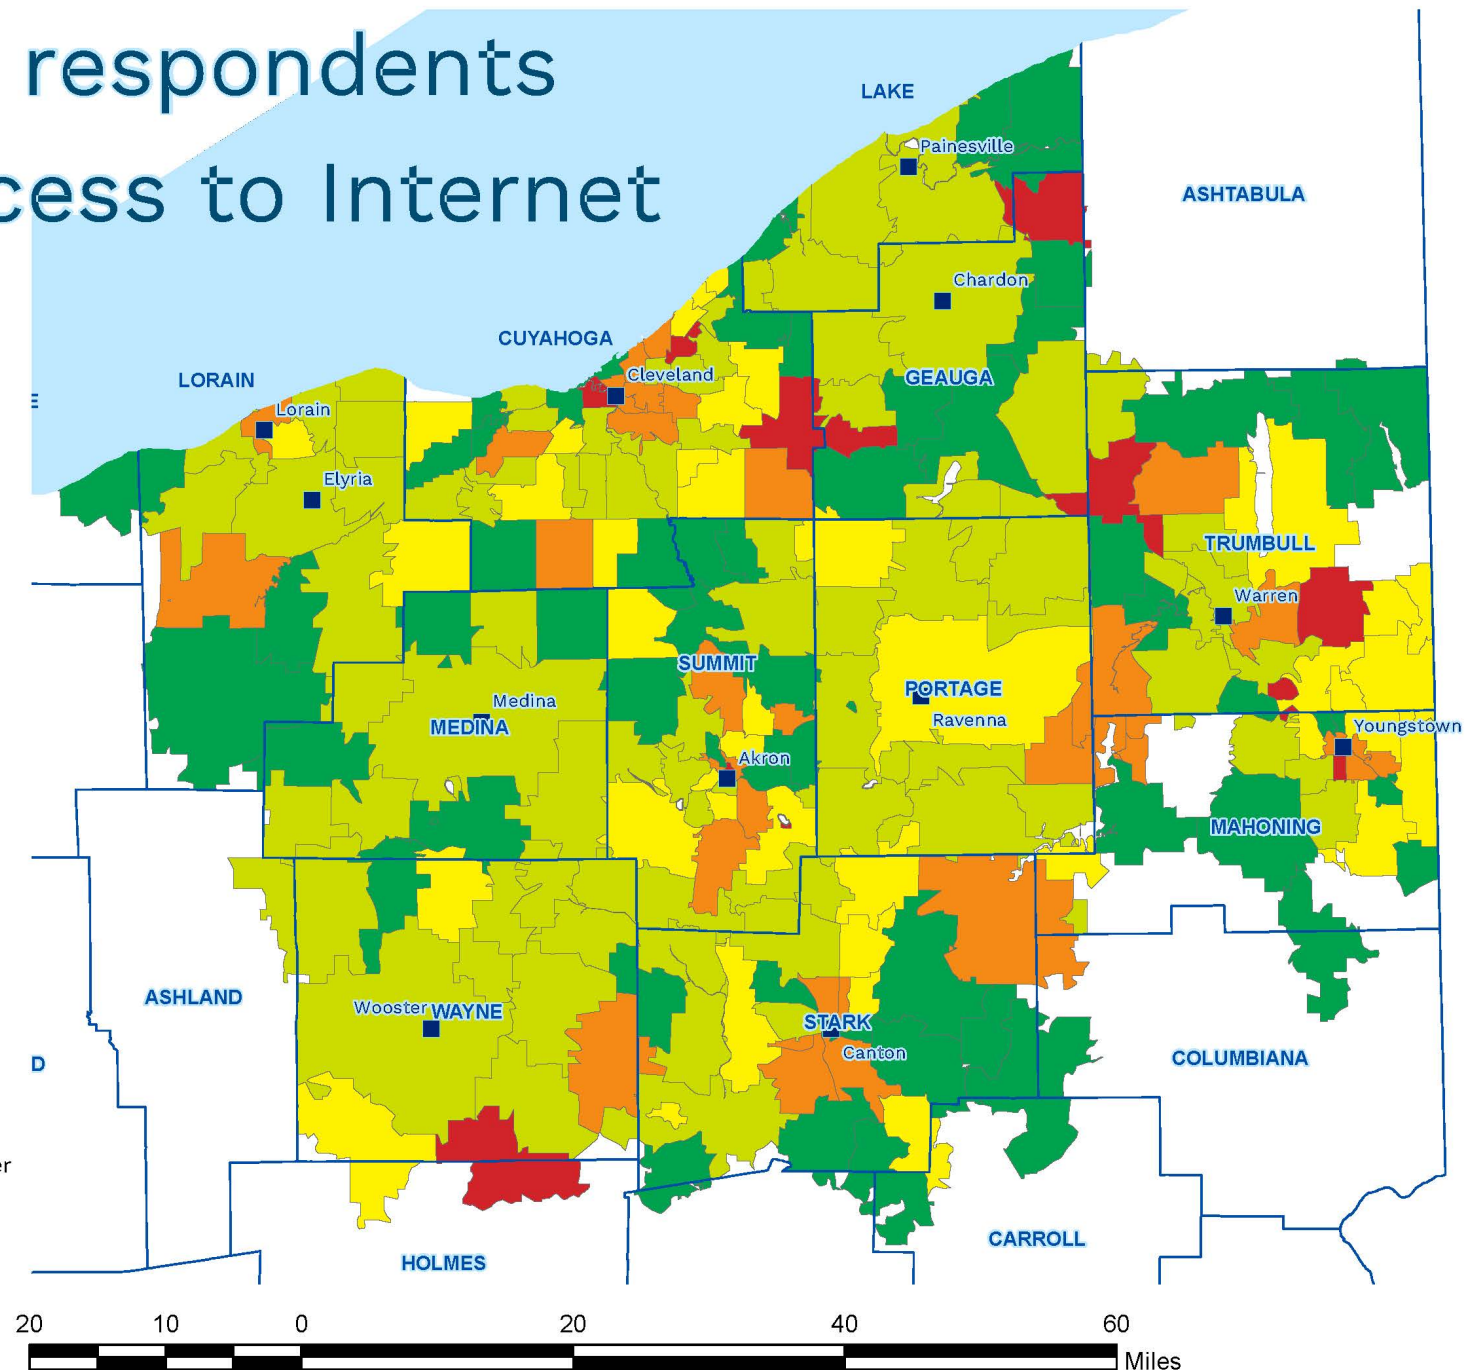 respondents
cess to Internet
LAKE
Painesville
ASHTABULA
Chardon
CUYAHOGA
Cleveland
GEAUGA
LORAIN
Lorain
E
Elyria
TRUMBULL
Warren
SUMMIT
PORTAGE
Ravenna
Medina
MEDINA
Youngstown
Akron
MAHONING
ASHLAND
Wooster WAYNE
STARK
Canton
COLUMBIANA
D
er
CARROLL
HOLMES
20 10 0 20 40 60
Miles